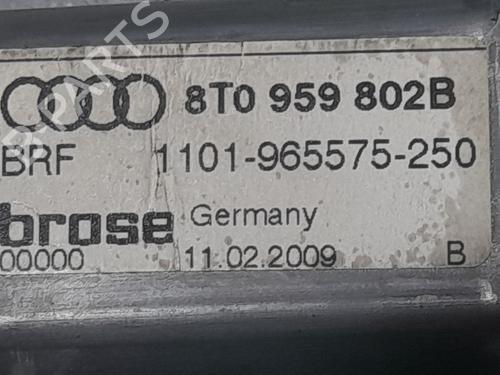 8T0 959 802B
BRF 1101-965575-250
brose Germany
00000 11.02.2009 B